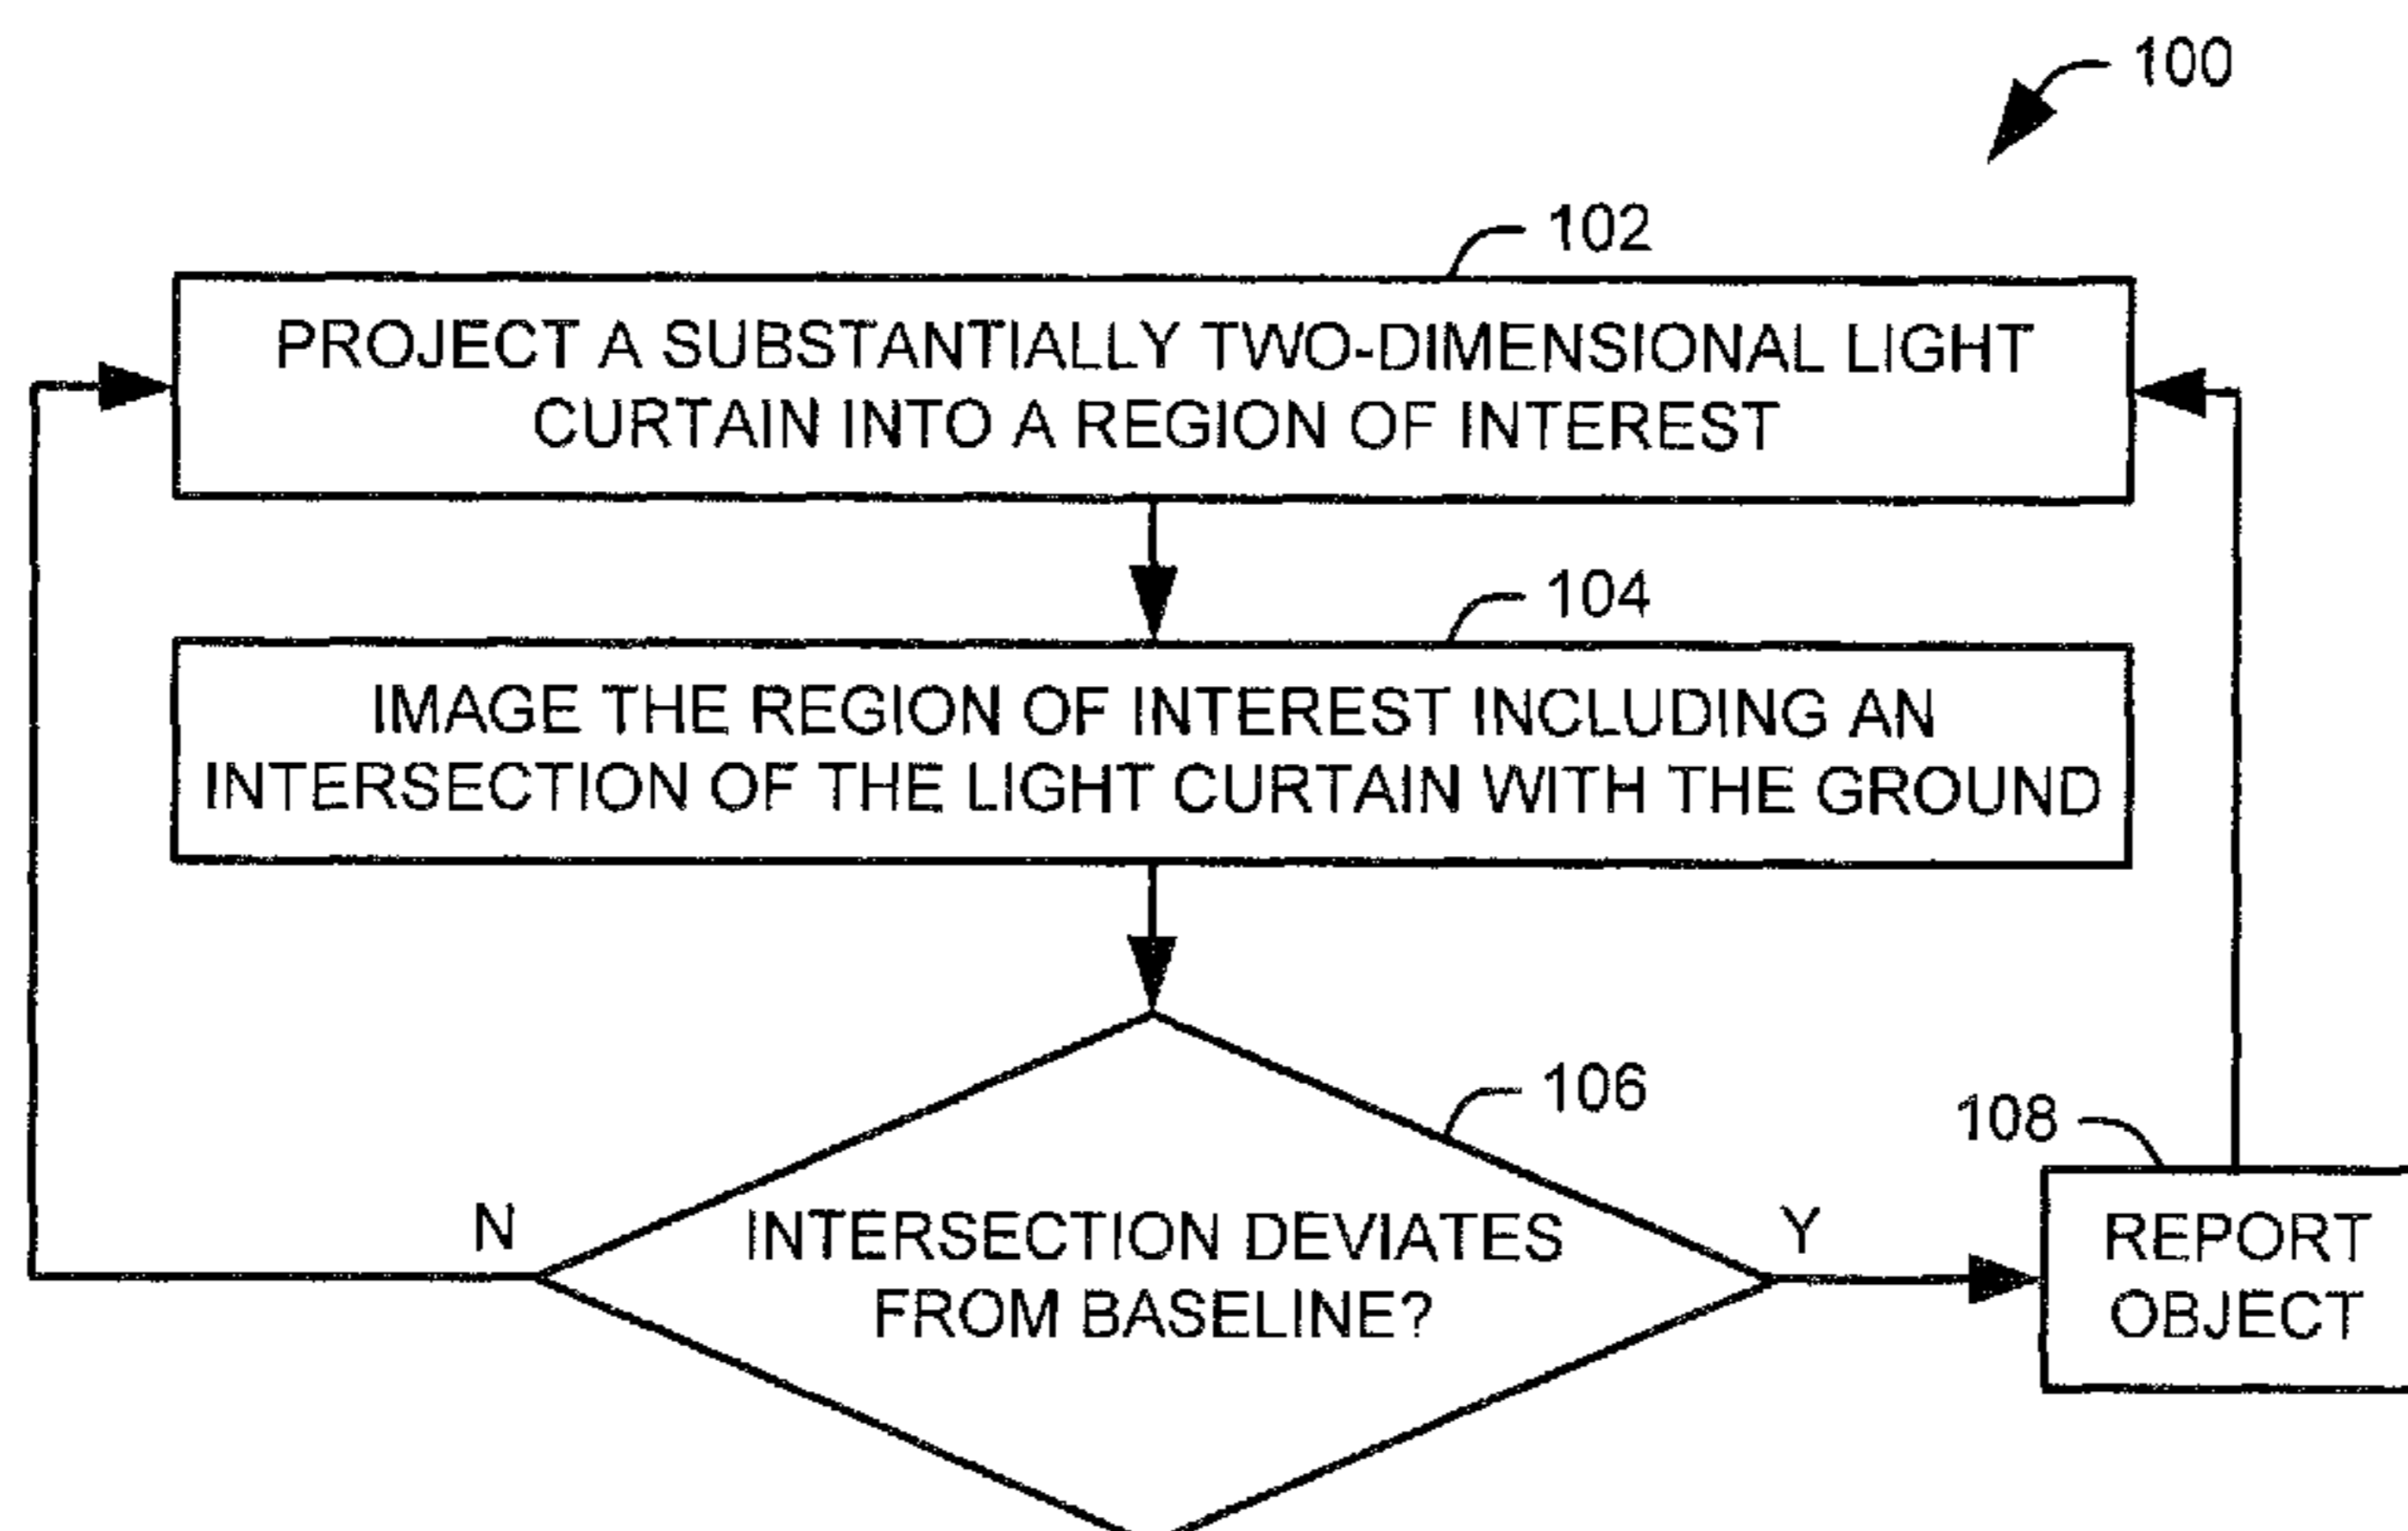 100
102
PROJECT A SUBSTANTIALLY TWO-DIMENSIONAL LIGHT
CURTAIN INTO A REGION OF INTEREST
104
IMAGE THE REGION OF INTEREST INCLUDING AN
INTERSECTION OF THE LIGHT CURTAIN WITH THE GROUND
106
108
N
INTERSECTION DEVIATES
FROM BASELINE?
Y
REPORT
OBJECT